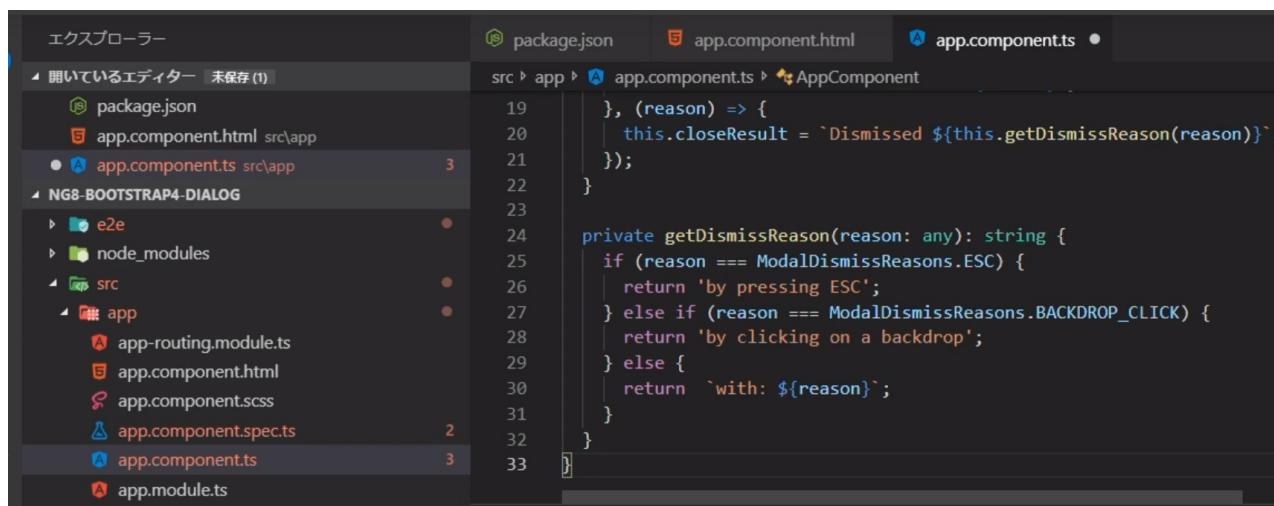 エクスプローラー
開いているエディター 未保存 (1)
package.json
app.component.html src\app
app.component.ts src\app 3
NG8-BOOTSTRAP4-DIALOG
e2e
node_modules
src
app
app-routing.module.ts
app.component.html
app.component.scss
app.component.spec.ts 2
app.component.ts 3
app.module.ts
package.json app.component.html app.component.ts
src app app.component.ts AppComponent
19 }, (reason) => {
20 this.closeResult = `Dismissed ${this.getDismissReason(reason)}`
21 });
22 }
23
24 private getDismissReason(reason: any): string {
25 if (reason === ModalDismissReasons.ESC) {
26 return 'by pressing ESC';
27 } else if (reason === ModalDismissReasons.BACKDROP_CLICK) {
28 return 'by clicking on a backdrop';
29 } else {
30 return  `with: ${reason}`;
31 }
32 }
33 }